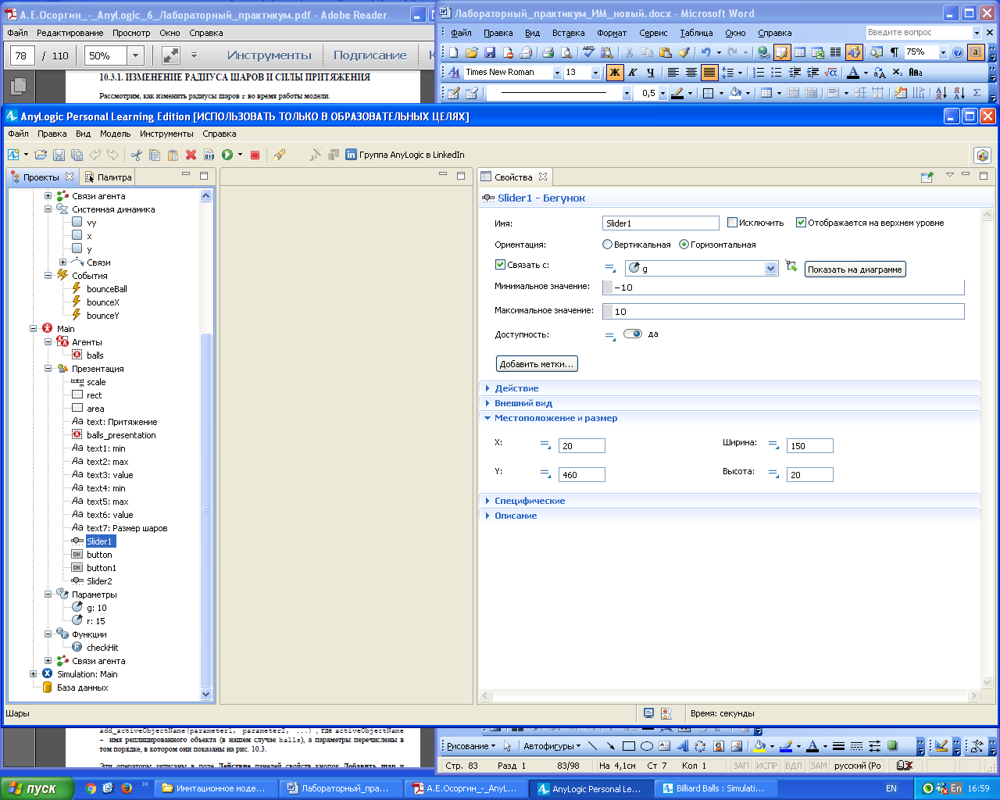 А.Е.Осоргин_-_AnyLogic_6_Лабораторный_практикум.pdf - Adobe Reader
Файл Редактирование Просмотр Окно Справка
78 / 110 50% Инструменты Подписание
10.3.1. ИЗМЕНЕНИЕ РАДИУСА ШАРОВ И СИЛЫ ПРИТЯЖЕНИЯ
Рассмотрим, как изменить радиусы шаров r во время работы модели.
Лабораторный_практикум_ИМ_новый.docx - Microsoft Word
Файл Правка Вид Вставка Формат Сервис Таблица Окно Справка Введите вопрос
75%
Times New Roman 13 Ж К Ч
0,5
AnyLogic Personal Learning Edition [ИСПОЛЬЗОВАТЬ ТОЛЬКО В ОБРАЗОВАТЕЛЬНЫХ ЦЕЛЯХ]
Файл Правка Вид Модель Инструменты Справка
Группа AnyLogic в LinkedIn
Проекты Палитра
Связи агента
Системная динамика
vy
x
y
Связи
События
bounceBall
bounceX
bounceY
Main
Агенты
balls
Презентация
scale
rect
area
text: Притяжение
balls_presentation
text1: min
text2: max
text3: value
text4: min
text5: max
text6: value
text7: Размер шаров
Slider1
button
button1
Slider2
Параметры
g: 10
r: 15
Функции
checkHit
Связи агента
Simulation: Main
База данных
Свойства
Slider1 - Бегунок
Имя: Slider1 Исключить Отображается на верхнем уровне
Ориентация: Вертикальная Горизонтальная
Связать с: g Показать на диаграмме
Минимальное значение: -10
Максимальное значение: 10
Доступность: да
Добавить метки...
Действие
Внешний вид
Местоположение и размер
X: 20 Ширина: 150
Y: 460 Высота: 20
Специфические
Описание
Шары Время: секунды
add_activeObjectName(parameter1, parameter2, ...) , где activeObjectName
– имя реплицированного объекта (в нашем случае balls), а параметры перечислены в
том порядке, в котором они показаны на рис. 10.3.
Эти операторы записаны в поле Действие панелей свойств кнопок Добавить шар и
Рисование Автофигуры
Стр. 83 Разд 1 83/98 На 4,1см Ст 7 Кол 1 ЗАП ИСПР ВДЛ ЗАМ русский (Ро
пуск Имитационное моде... Лабораторный_пра... А.Е.Осоргин_-_AnyL... AnyLogic Personal Le... Billiard Balls : Simulati... EN En 16:59